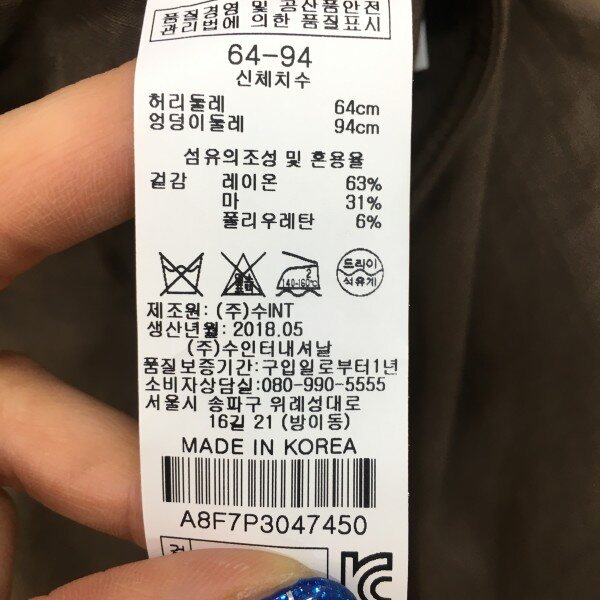 품질경영 및 공산품안전
관리법에 의한 품질표시
64-94
신체치수
허리둘레 64cm
엉덩이둘레 94cm
섬유의조성 및 혼용율
겉감 레이온 63%
마 31%
폴리우레탄 6%
염소
표백
2
140-160℃
드라이
석유계
제조원: (주)수INT
생산년월: 2018.05
(주)수인터내셔날
품질보증기간: 구입일로부터1년
소비자상담실:080-990-5555
서울시 송파구 위례성대로
16길 21 (방이동)
MADE IN KOREA
A8F7P3047450